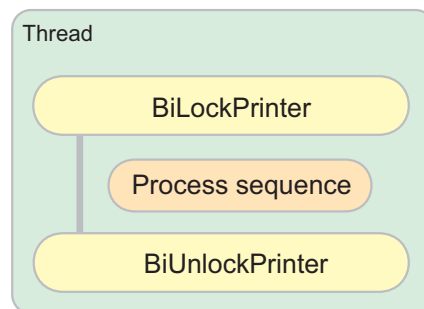 Thread
BiLockPrinter
Process sequence
BiUnlockPrinter